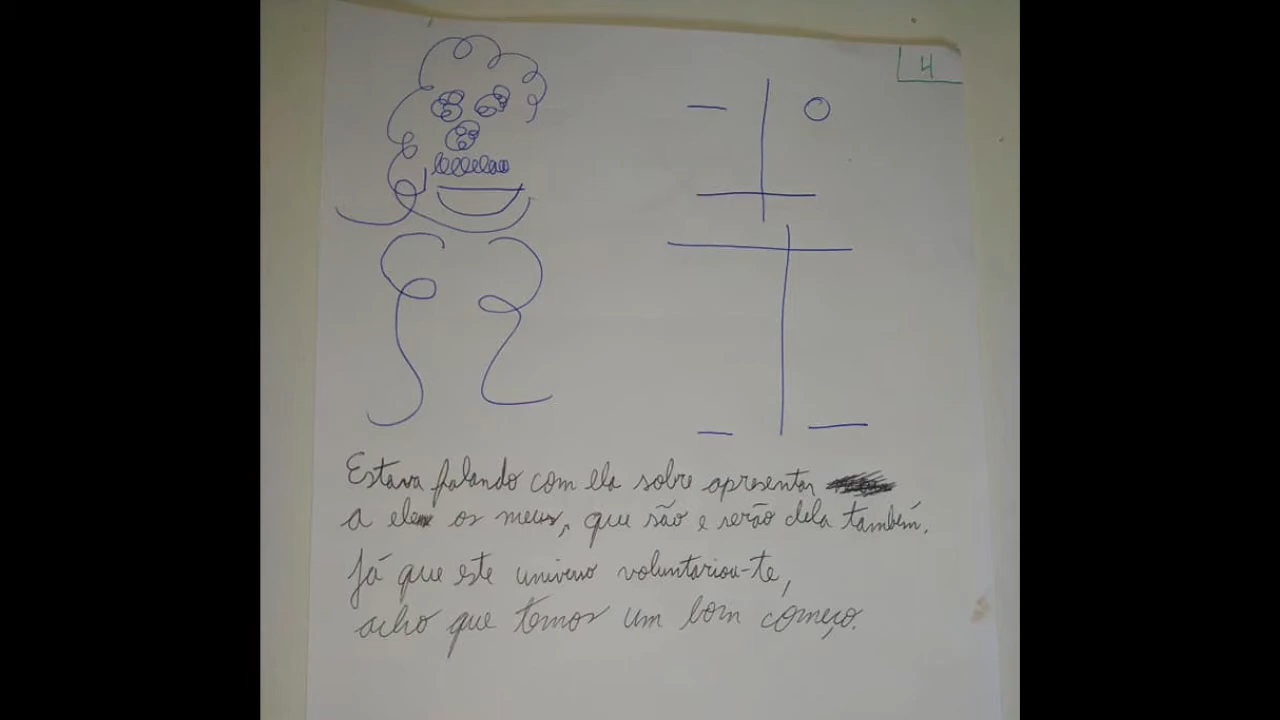 4
Estava falando com ela sobre apresentar
a ele os meus, que são e serão dela também.
Já que este universo voluntariou-te,
acho que temos um bom começo.